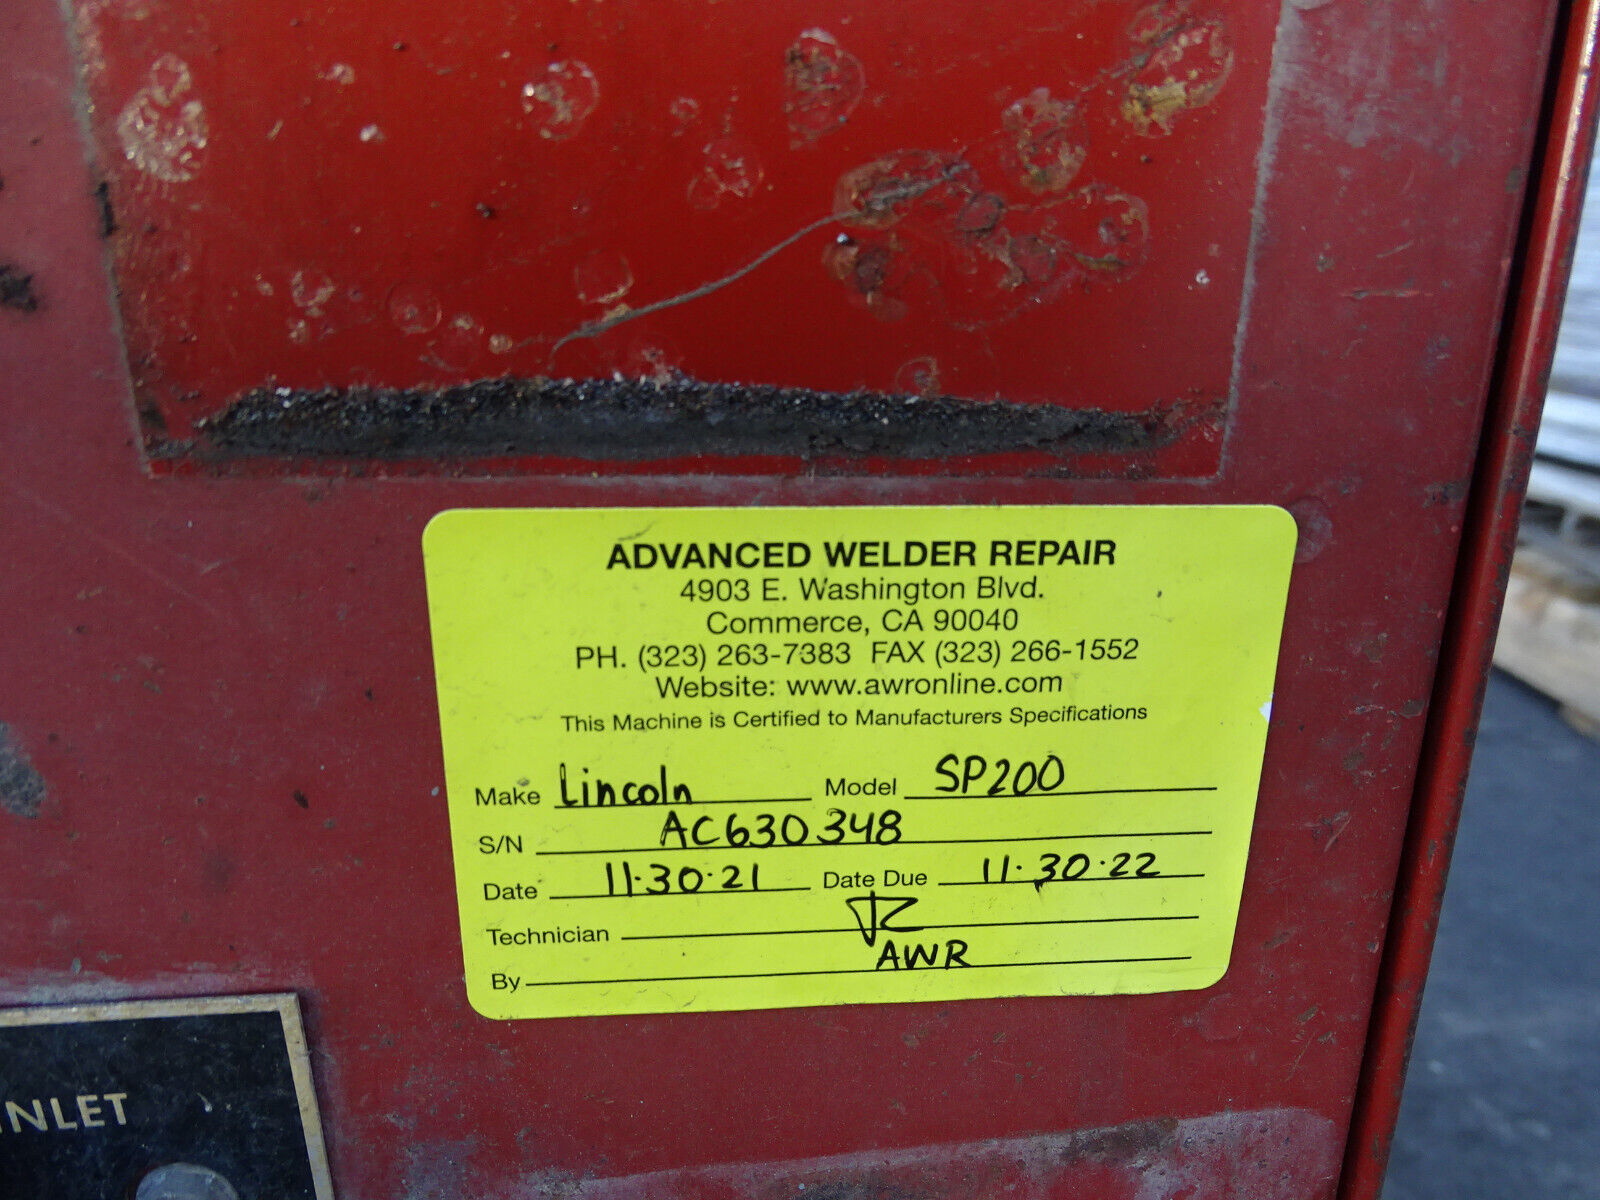 ADVANCED WELDER REPAIR
4903 E. Washington Blvd.
Commerce, CA 90040
PH. (323) 263-7383 FAX (323) 266-1552
Website: www.awronline.com
This Machine is Certified to Manufacturers Specifications
Make Lincoln Model SP200
S/N AC630348
Date 11·30·21 Date Due 11·30·22
Technician
By AWR
INLET